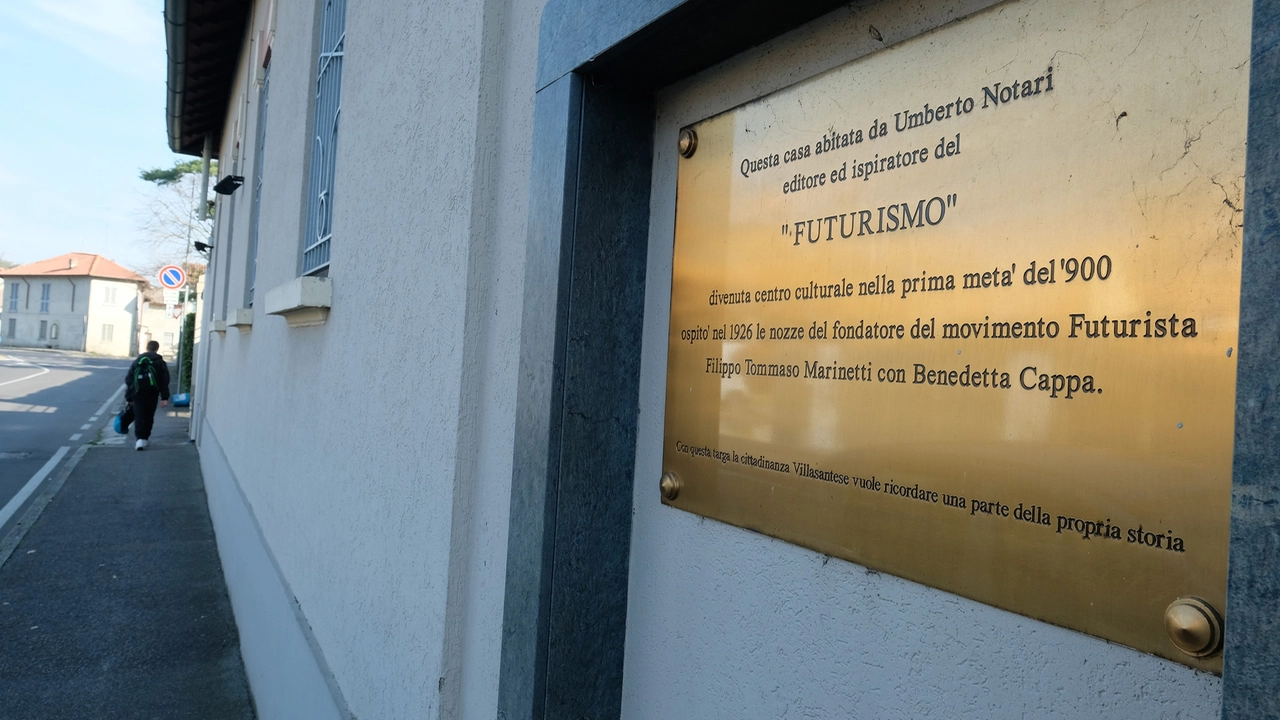 Questa casa abitata da Umberto Notari
editore ed ispiratore del
"FUTURISMO"
divenuta centro culturale nella prima meta' del '900
ospito' nel 1926 le nozze del fondatore del movimento Futurista
Filippo Tommaso Marinetti con Benedetta Cappa.
Con questa targa la cittadinanza Villasantese vuole ricordare una parte della propria storia